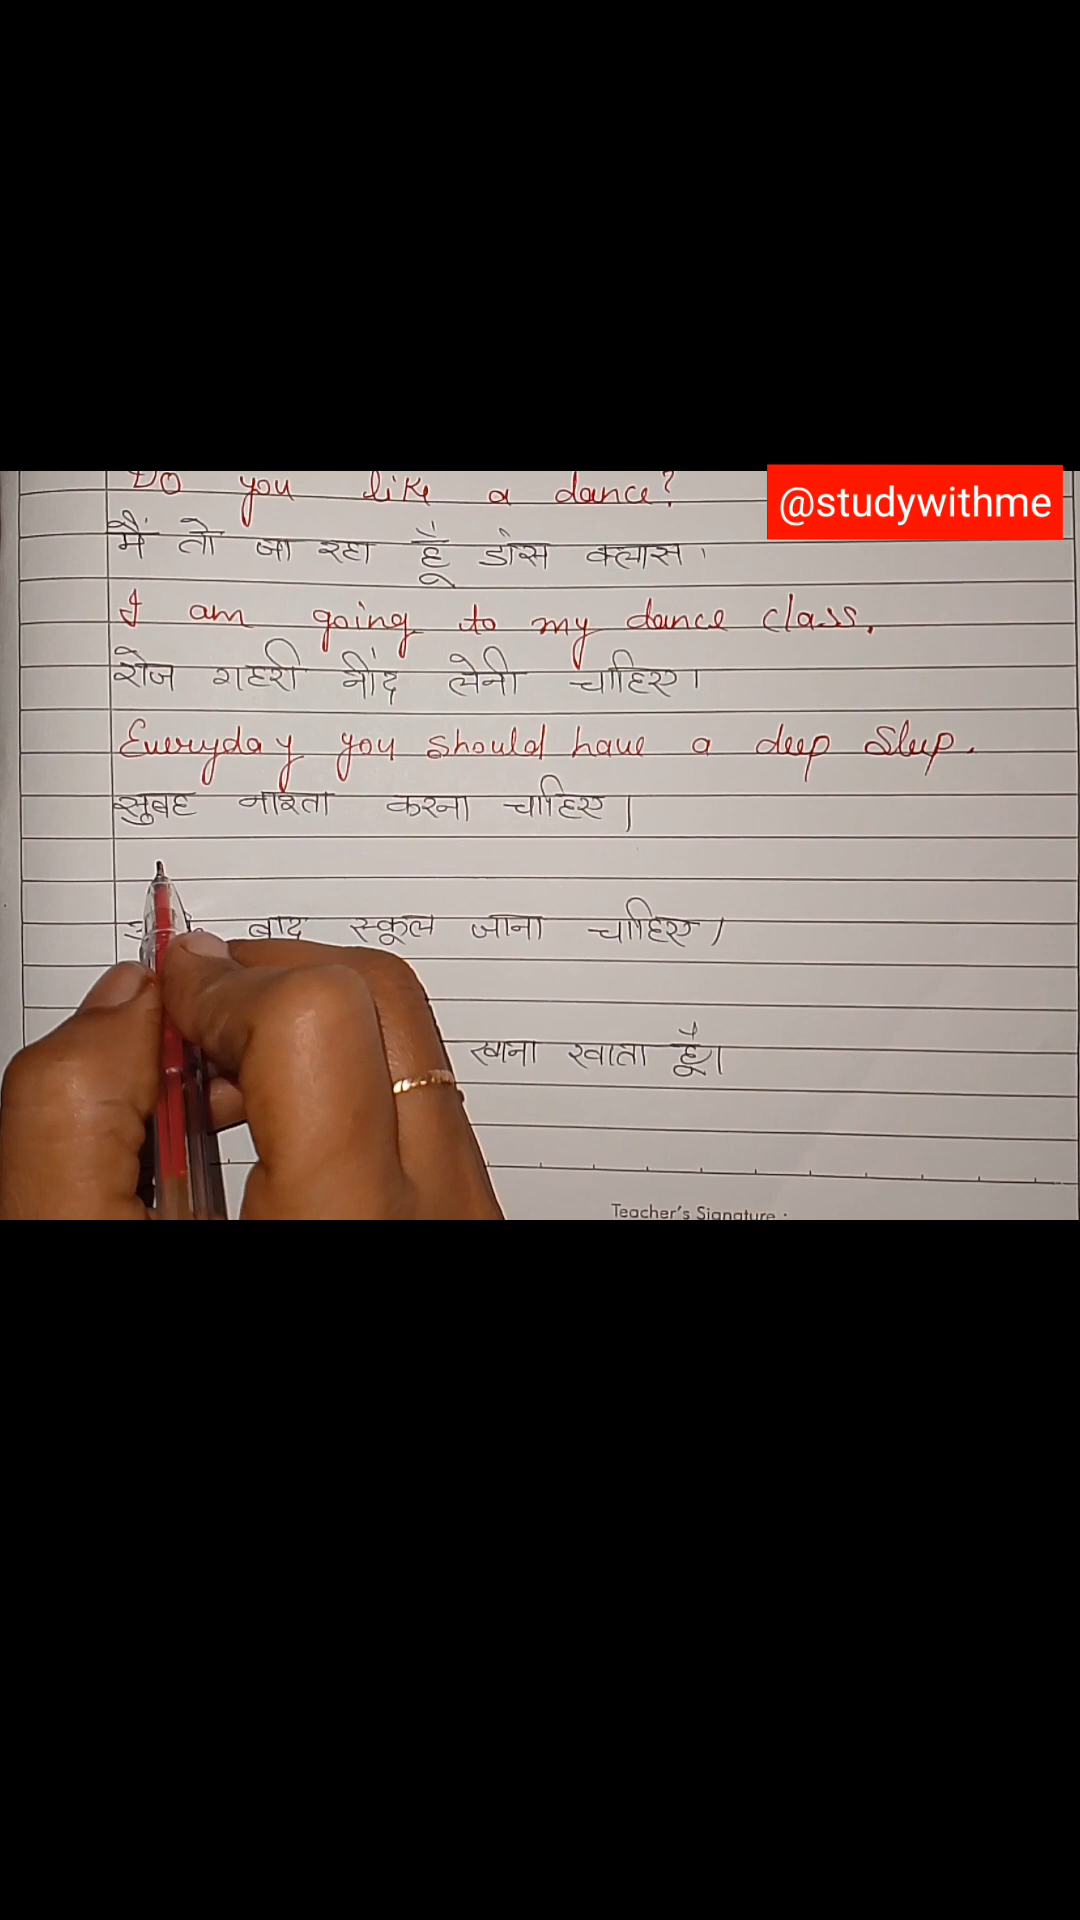 Do you like a dance?
@studywithme
मैं तो जा रहा हूँ डांस क्लास।
I am going to my dance class.
रोज गहरी नींद लेनी चाहिए।
Everyday you should have a deep sleep.
सुबह नाश्ता करना चाहिए।
बाद स्कूल जाना चाहिए।
खाना खाता हूँ।
Teacher's Signature :